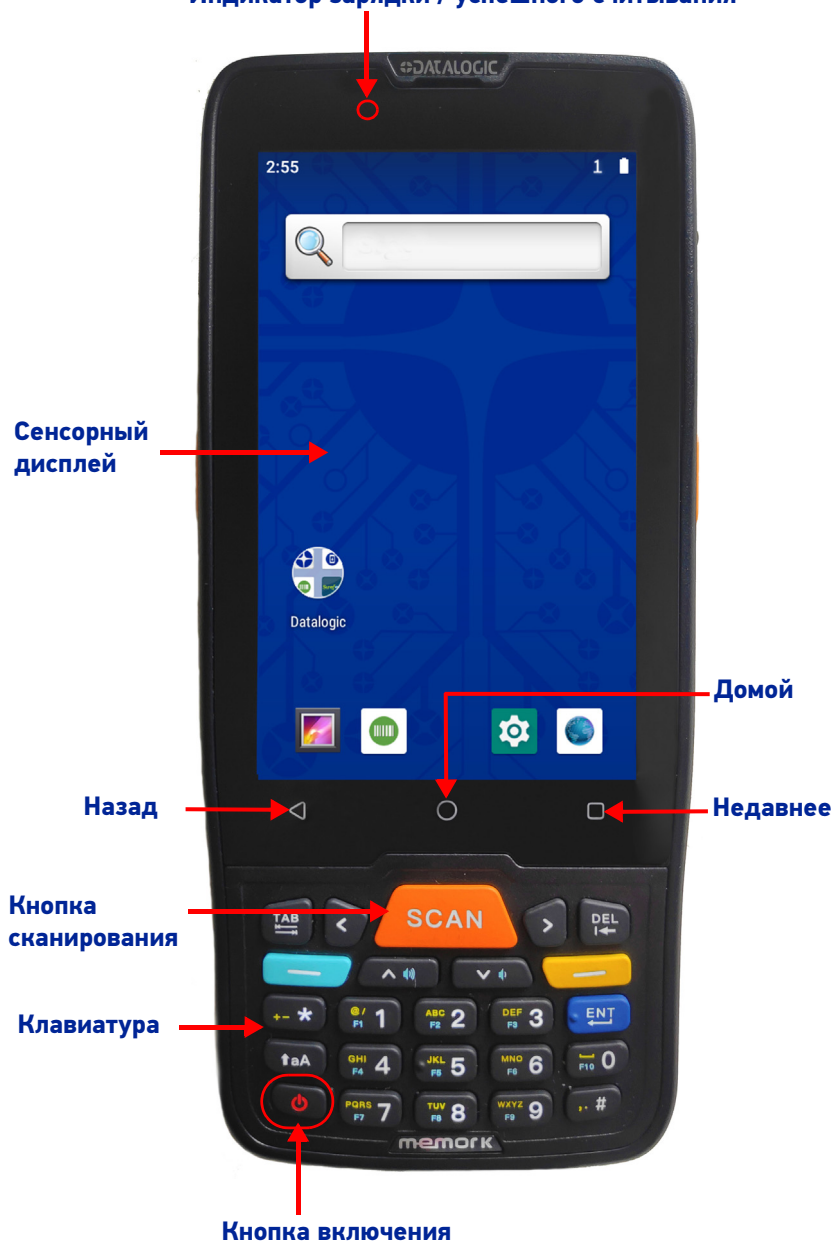 Индикатор зарядки / успешного считывания
DATALOGIC
2:55 1
Сенсорный
дисплей
Datalogic
Домой
Назад
Недавнее
Кнопка
сканирования
TAB < SCAN > DEL
Клавиатура
+- * @/ F1 1 ABC F2 2 DEF F3 3 ENT
aA GHI F4 4 JKL F5 5 MNO F6 6 F10 0
PQRS F7 7 TUV F8 8 WXYZ F9 9 ,. #
memor K
Кнопка включения